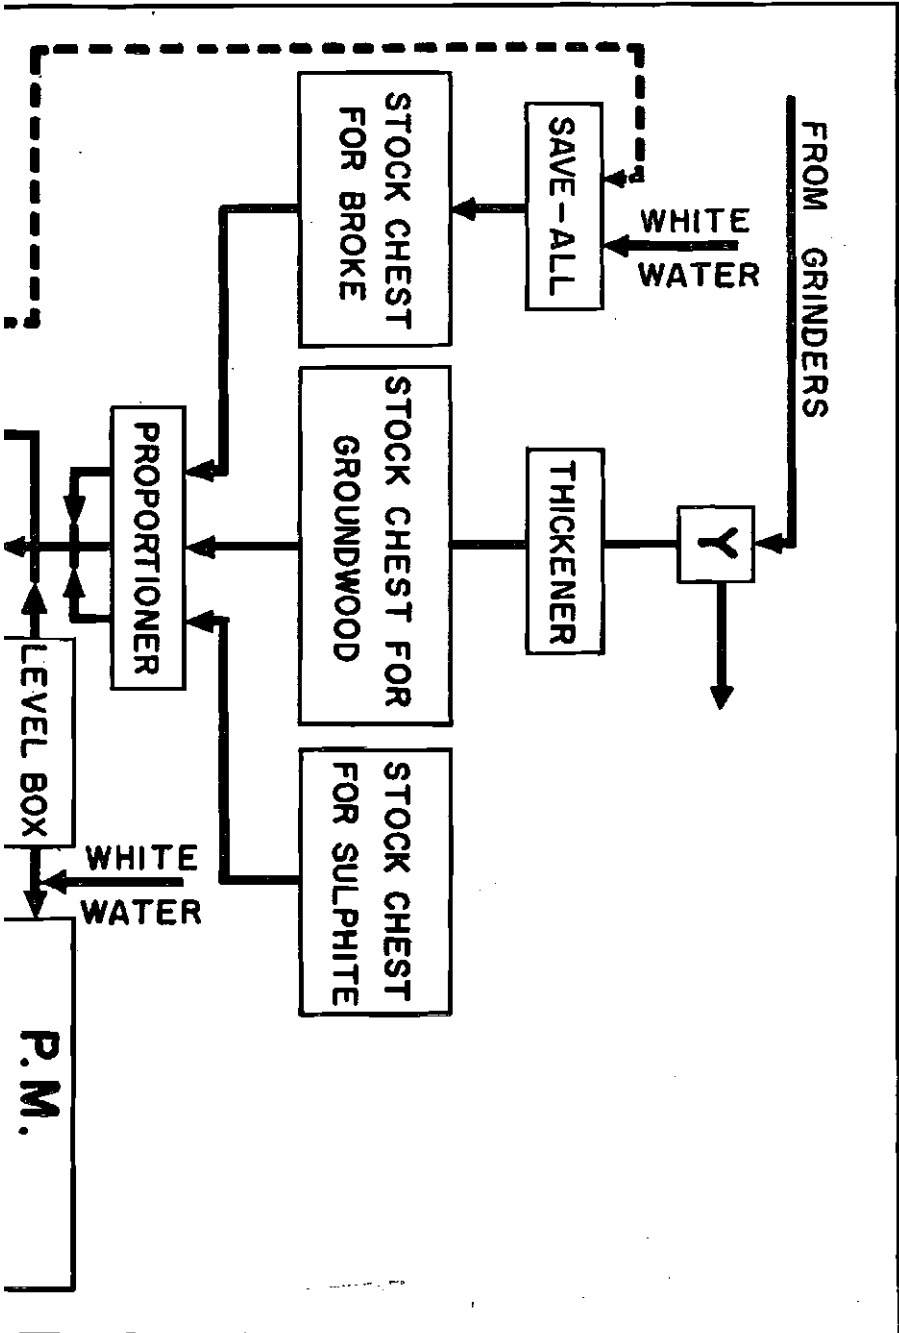 FROM GRINDERS
Y
WHITE
WATER
SAVE-ALL
THICKENER
STOCK CHEST
FOR BROKE
STOCK CHEST FOR
GROUNDWOOD
STOCK CHEST
FOR SULPHITE
PROPORTIONER
LEVEL BOX
WHITE
WATER
P.M.